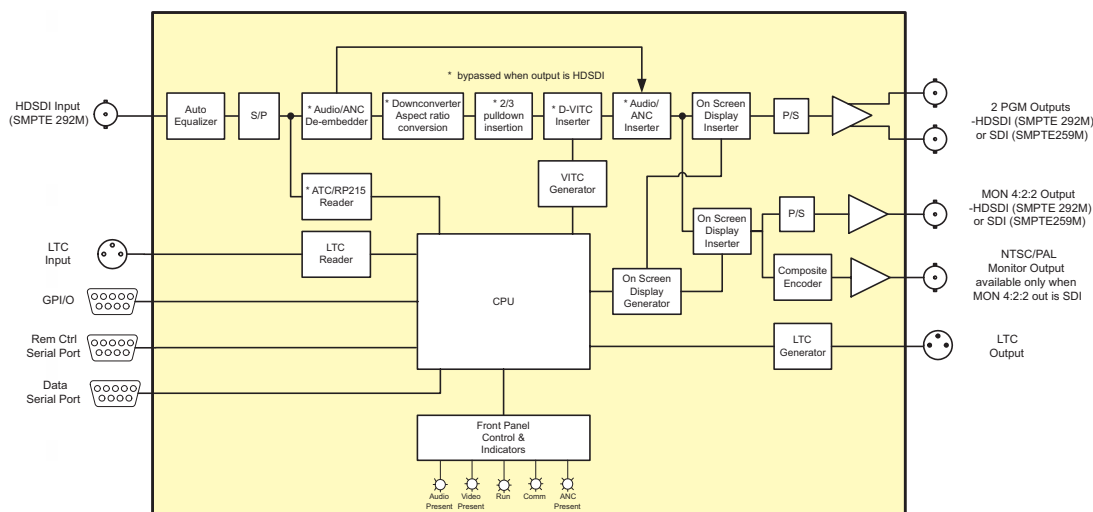 * bypassed when output is HDSDI
HDSDI Input
(SMPTE 292M)
Auto
Equalizer
S/P
* Audio/ANC
De-embedder
* Downconverter
Aspect ratio
conversion
* 2/3
pulldown
insertion
* D-VITC
Inserter
* Audio/
ANC
Inserter
On Screen
Display
Inserter
P/S
2 PGM Outputs
-HDSDI (SMPTE 292M)
or SDI (SMPTE259M)
* ATC/RP215
Reader
VITC
Generator
On Screen
Display
Inserter
P/S
MON 4:2:2 Output
-HDSDI (SMPTE 292M)
or SDI (SMPTE259M)
LTC
Input
LTC
Reader
CPU
On Screen
Display
Generator
Composite
Encoder
NTSC/PAL
Monitor Output
available only when
MON 4:2:2 out is SDI
GPI/O
Rem Ctrl
Serial Port
LTC
Generator
LTC
Output
Data
Serial Port
Front Panel
Control &
Indicators
Audio
Present
Video
Present
Run
Comm
ANC
Present